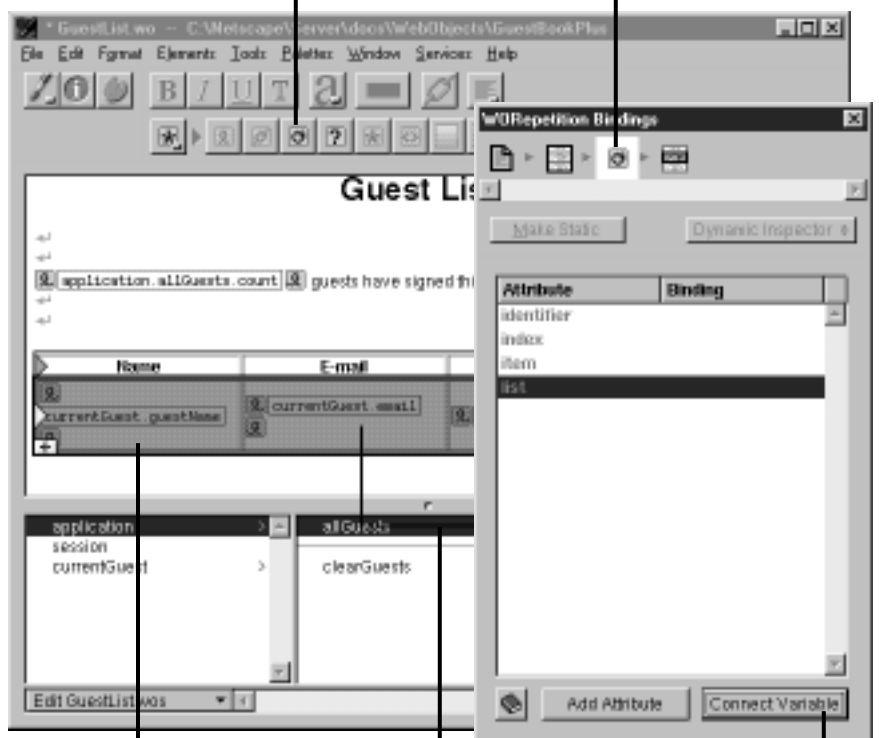 * GuestList.wo -- C:\Netscape\Server\docs\WebObjects\GuestBookPlus
File Edit Format Elements Tools Palettes Window Services Help
B I U T a
WORepetition Bindings
Make Static Dynamic Inspector
Guest Lis
application.allGuests.count guests have signed thi
Attribute Binding
identifier
index
item
list
Name E-mail
currentGuest.guestName currentGuest.email
application > allGuests
session
currentGuest > clearGuests
Edit GuestList.wos
Add Attribute Connect Variable